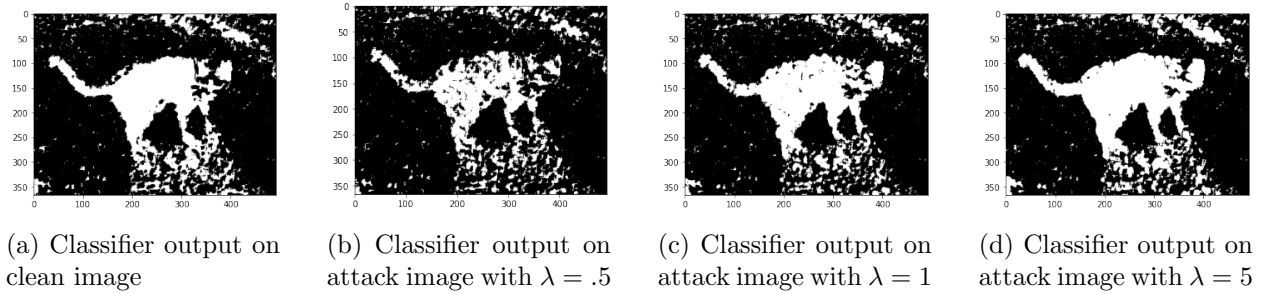 0
50
100
150
200
250
300
350
0 100 200 300 400
0
50
100
150
200
250
300
350
0 100 200 300 400
0
50
100
150
200
250
300
350
0 100 200 300 400
0
50
100
150
200
250
300
350
0 100 200 300 400
(a) Classifier output on
clean image
(b) Classifier output on
attack image with λ = .5
(c) Classifier output on
attack image with λ = 1
(d) Classifier output on
attack image with λ = 5